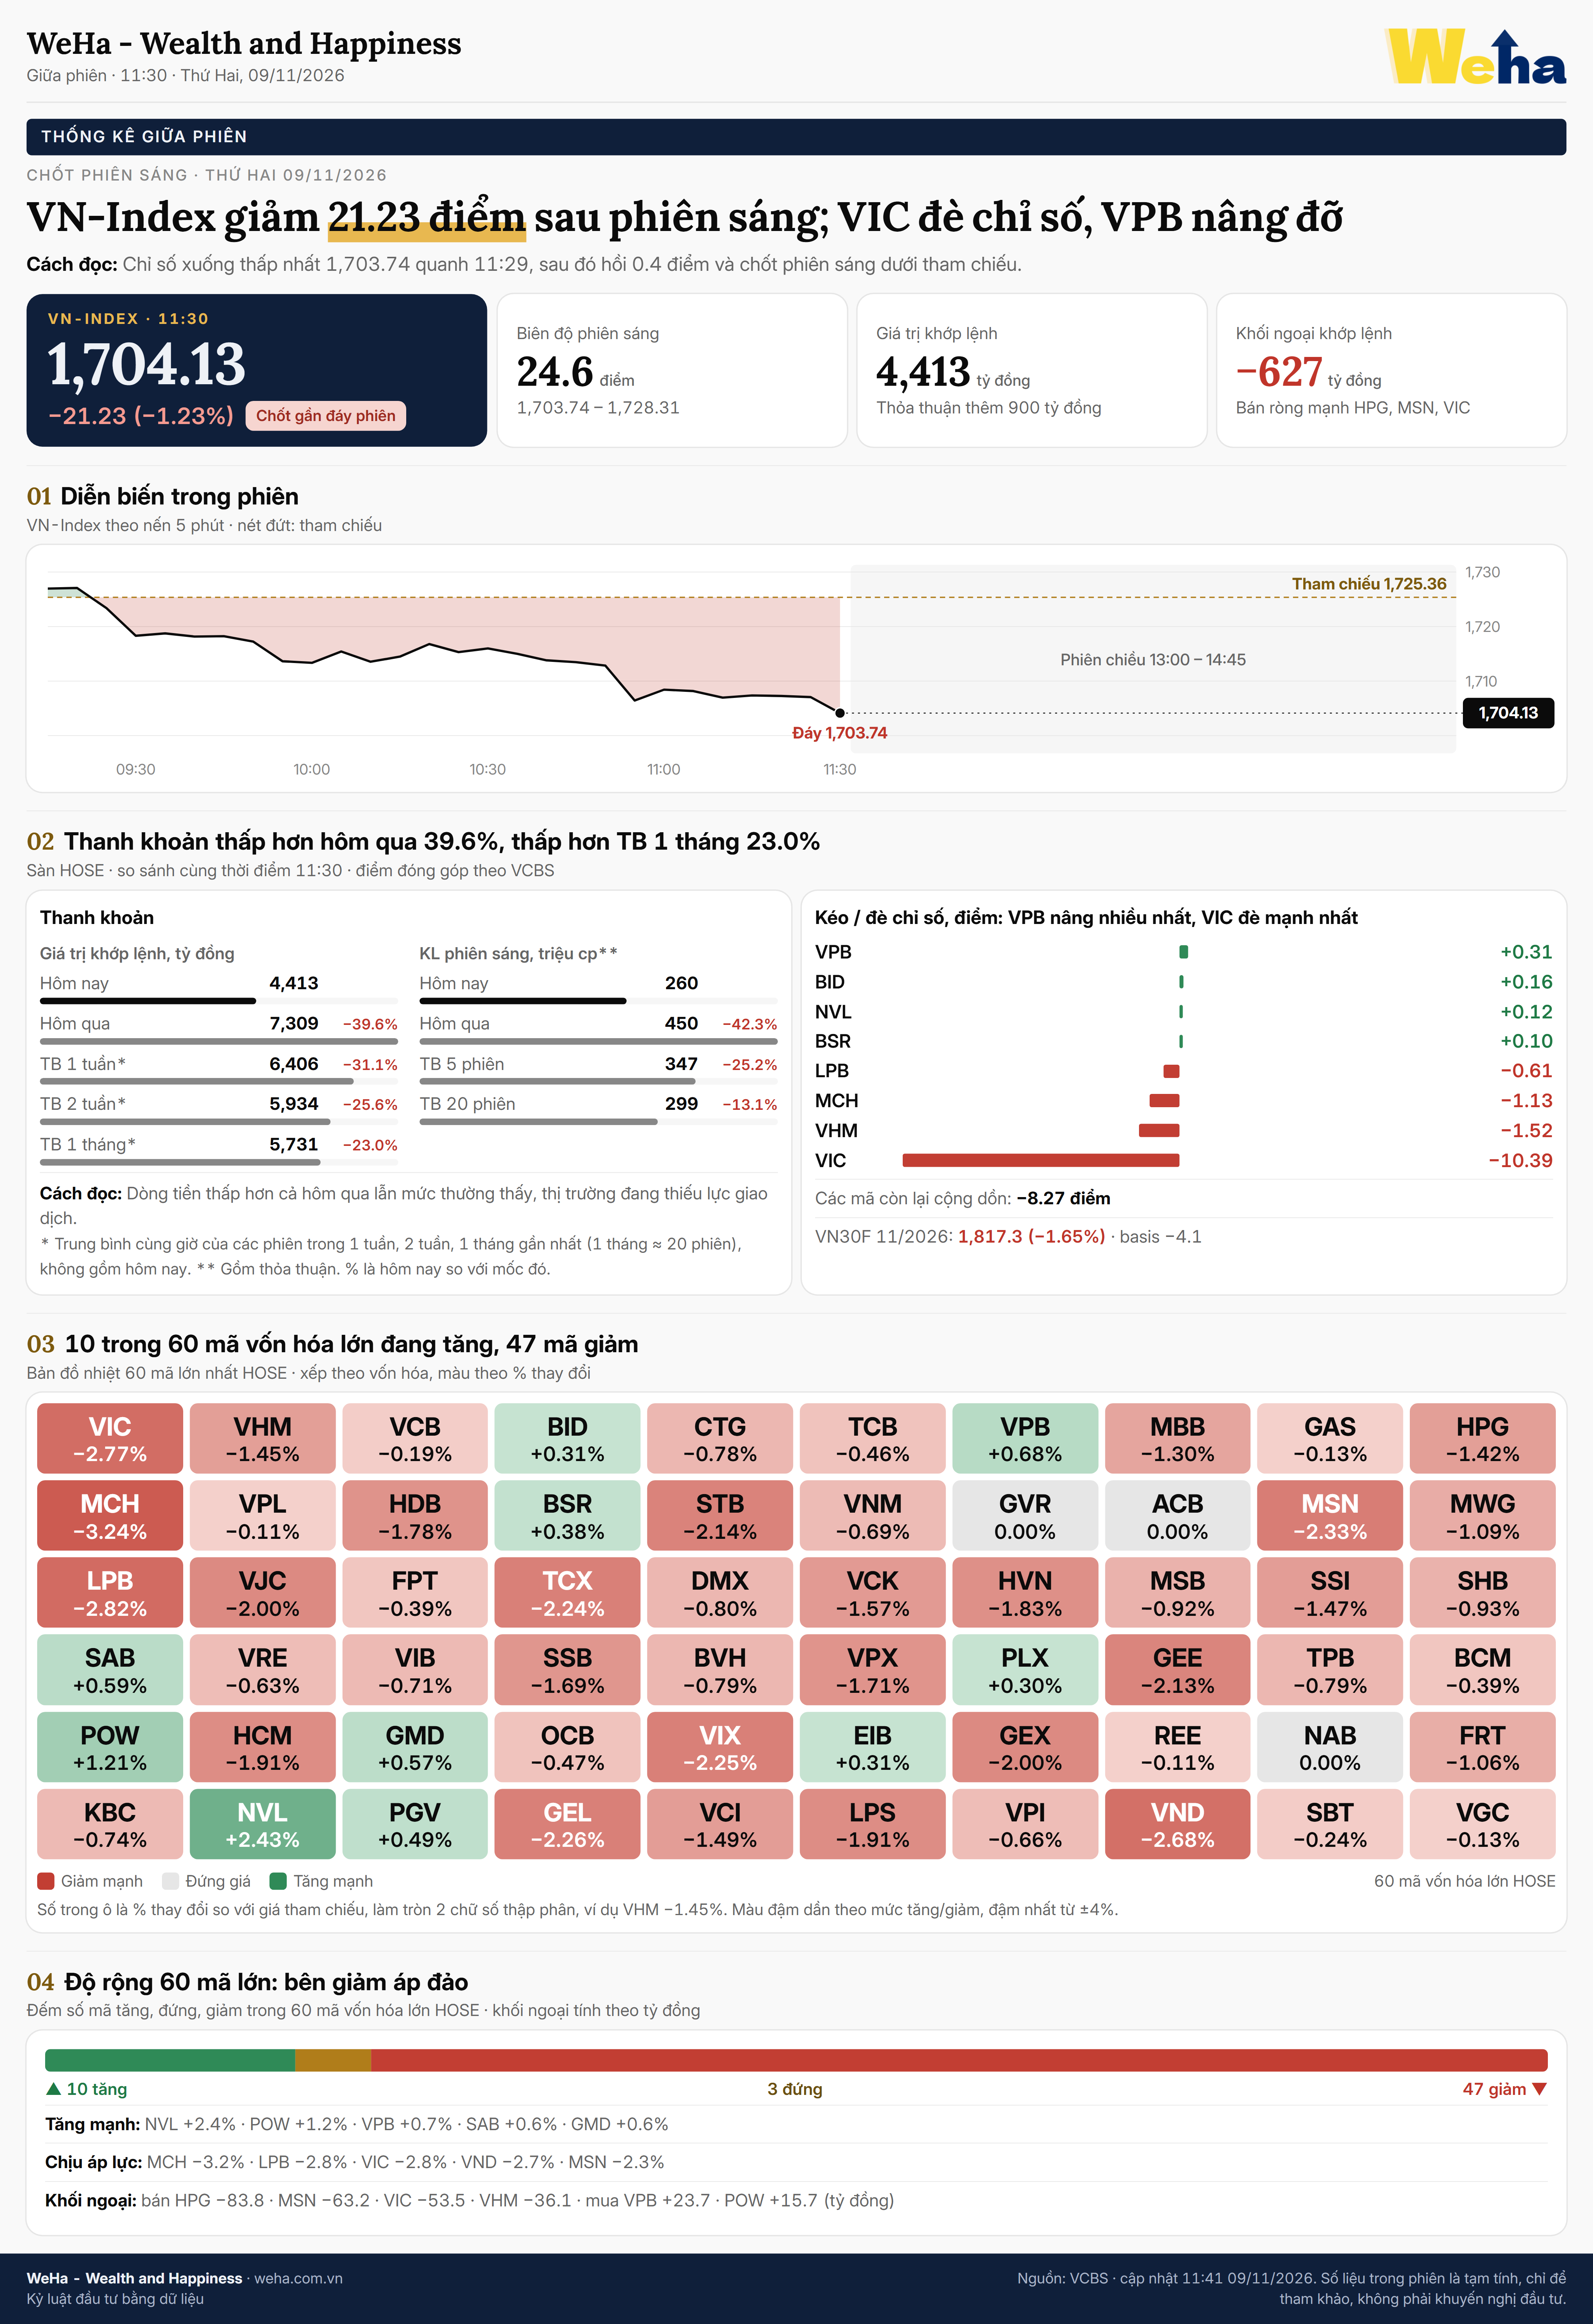 WeHa - Wealth and Happiness
Giữa phiên · 11:30 · Thứ Hai, 09/11/2026
Weha
THỐNG KÊ GIỮA PHIÊN
CHỐT PHIÊN SÁNG · THỨ HAI 09/11/2026
VN-Index giảm 21.23 điểm sau phiên sáng; VIC đè chỉ số, VPB nâng đỡ
Cách đọc: Chỉ số xuống thấp nhất 1,703.74 quanh 11:29, sau đó hồi 0.4 điểm và chốt phiên sáng dưới tham chiếu.
VN-INDEX · 11:30
1,704.13
−21.23 (−1.23%) Chốt gần đáy phiên
Biên độ phiên sáng
24.6 điểm
1,703.74 – 1,728.31
Giá trị khớp lệnh
4,413 tỷ đồng
Thỏa thuận thêm 900 tỷ đồng
Khối ngoại khớp lệnh
−627 tỷ đồng
Bán ròng mạnh HPG, MSN, VIC
01 Diễn biến trong phiên
VN-Index theo nến 5 phút · nét đứt: tham chiếu
1,730
Tham chiếu 1,725.36
1,720
Phiên chiều 13:00 – 14:45
1,710
1,704.13
Đáy 1,703.74
09:30 10:00 10:30 11:00 11:30
02 Thanh khoản thấp hơn hôm qua 39.6%, thấp hơn TB 1 tháng 23.0%
Sàn HOSE · so sánh cùng thời điểm 11:30 · điểm đóng góp theo VCBS
Thanh khoản
Giá trị khớp lệnh, tỷ đồng
Hôm nay 4,413
Hôm qua 7,309 −39.6%
TB 1 tuần* 6,406 −31.1%
TB 2 tuần* 5,934 −25.6%
TB 1 tháng* 5,731 −23.0%
KL phiên sáng, triệu cp**
Hôm nay 260
Hôm qua 450 −42.3%
TB 5 phiên 347 −25.2%
TB 20 phiên 299 −13.1%
Cách đọc: Dòng tiền thấp hơn cả hôm qua lẫn mức thường thấy, thị trường đang thiếu lực giao
dịch.
* Trung bình cùng giờ của các phiên trong 1 tuần, 2 tuần, 1 tháng gần nhất (1 tháng ≈ 20 phiên),
không gồm hôm nay. ** Gồm thỏa thuận. % là hôm nay so với mốc đó.
Kéo / đè chỉ số, điểm: VPB nâng nhiều nhất, VIC đè mạnh nhất
VPB +0.31
BID +0.16
NVL +0.12
BSR +0.10
LPB −0.61
MCH −1.13
VHM −1.52
VIC −10.39
Các mã còn lại cộng dồn: −8.27 điểm
VN30F 11/2026: 1,817.3 (−1.65%) · basis −4.1
03 10 trong 60 mã vốn hóa lớn đang tăng, 47 mã giảm
Bản đồ nhiệt 60 mã lớn nhất HOSE · xếp theo vốn hóa, màu theo % thay đổi
VIC VHM VCB BID CTG TCB VPB MBB GAS HPG
−2.77% −1.45% −0.19% +0.31% −0.78% −0.46% +0.68% −1.30% −0.13% −1.42%
MCH VPL HDB BSR STB VNM GVR ACB MSN MWG
−3.24% −0.11% −1.78% +0.38% −2.14% −0.69% 0.00% 0.00% −2.33% −1.09%
LPB VJC FPT TCX DMX VCK HVN MSB SSI SHB
−2.82% −2.00% −0.39% −2.24% −0.80% −1.57% −1.83% −0.92% −1.47% −0.93%
SAB VRE VIB SSB BVH VPX PLX GEE TPB BCM
+0.59% −0.63% −0.71% −1.69% −0.79% −1.71% +0.30% −2.13% −0.79% −0.39%
POW HCM GMD OCB VIX EIB GEX REE NAB FRT
+1.21% −1.91% +0.57% −0.47% −2.25% +0.31% −2.00% −0.11% 0.00% −1.06%
KBC NVL PGV GEL VCI LPS VPI VND SBT VGC
−0.74% +2.43% +0.49% −2.26% −1.49% −1.91% −0.66% −2.68% −0.24% −0.13%
Giảm mạnh Đứng giá Tăng mạnh 60 mã vốn hóa lớn HOSE
Số trong ô là % thay đổi so với giá tham chiếu, làm tròn 2 chữ số thập phân, ví dụ VHM −1.45%. Màu đậm dần theo mức tăng/giảm, đậm nhất từ ±4%.
04 Độ rộng 60 mã lớn: bên giảm áp đảo
Đếm số mã tăng, đứng, giảm trong 60 mã vốn hóa lớn HOSE · khối ngoại tính theo tỷ đồng
▲ 10 tăng 3 đứng 47 giảm ▼
Tăng mạnh: NVL +2.4% · POW +1.2% · VPB +0.7% · SAB +0.6% · GMD +0.6%
Chịu áp lực: MCH −3.2% · LPB −2.8% · VIC −2.8% · VND −2.7% · MSN −2.3%
Khối ngoại: bán HPG −83.8 · MSN −63.2 · VIC −53.5 · VHM −36.1 · mua VPB +23.7 · POW +15.7 (tỷ đồng)
WeHa - Wealth and Happiness · weha.com.vn
Kỷ luật đầu tư bằng dữ liệu
Nguồn: VCBS · cập nhật 11:41 09/11/2026. Số liệu trong phiên là tạm tính, chỉ để
tham khảo, không phải khuyến nghị đầu tư.